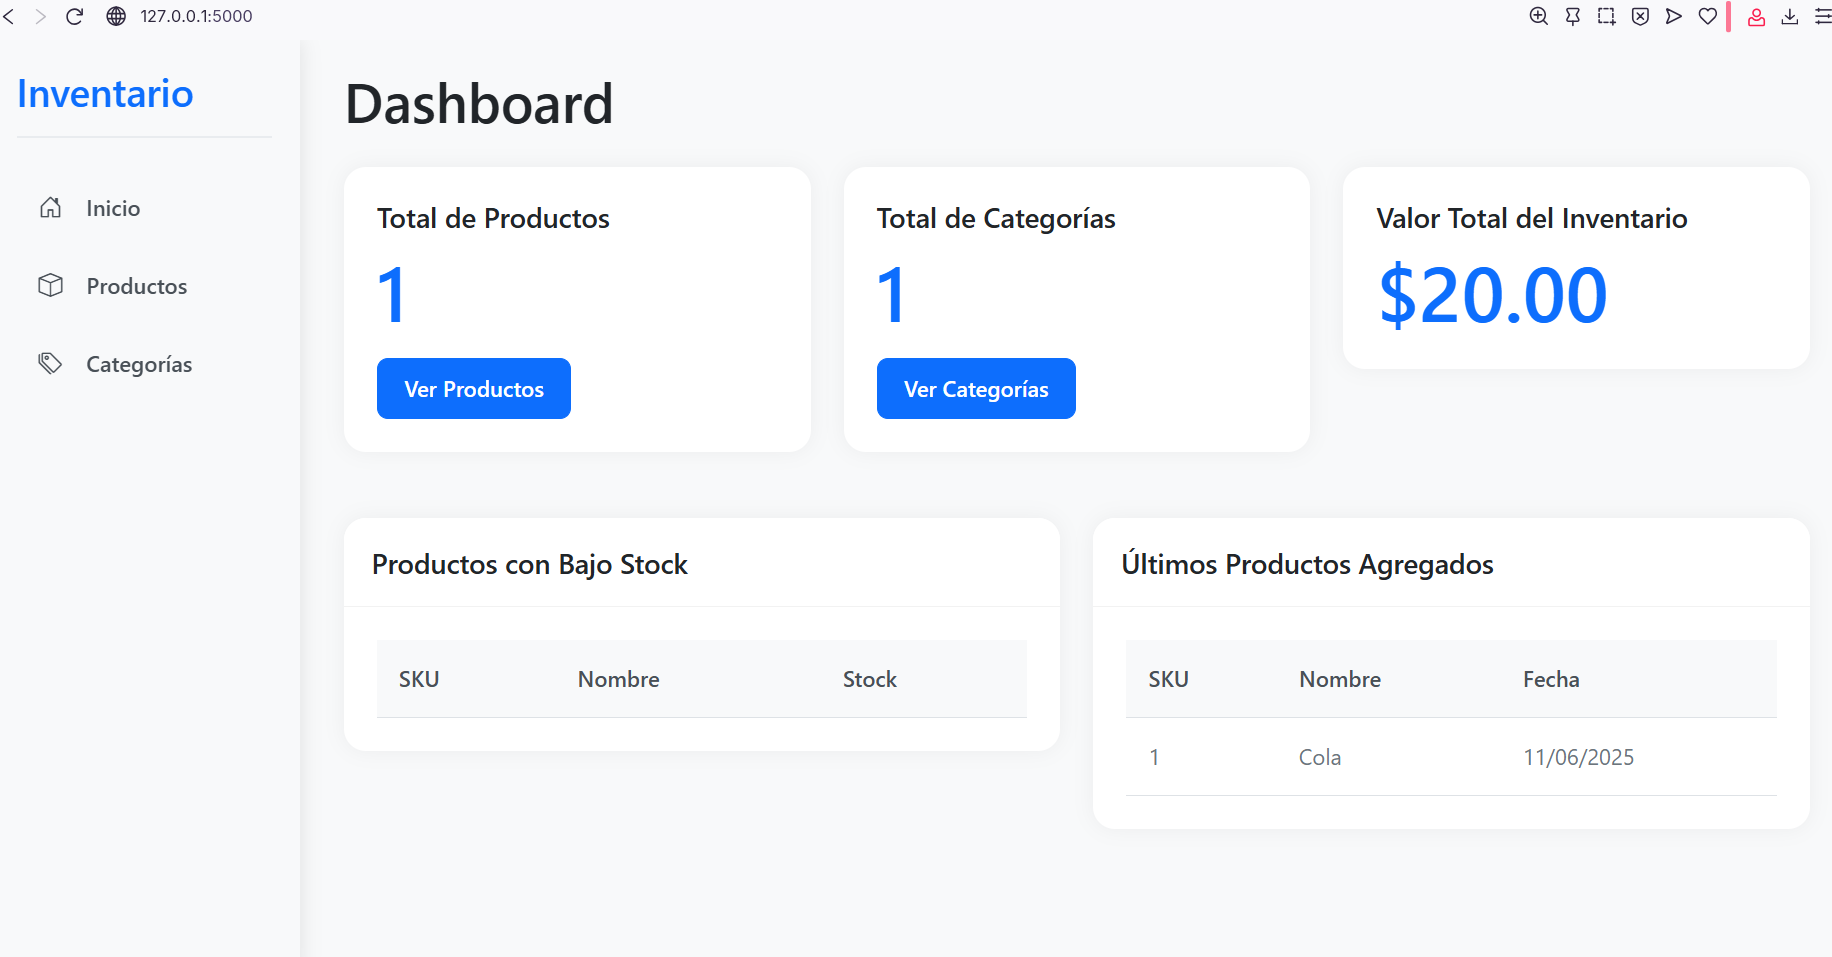 127.0.0.1:5000
Inventario
Inicio
Productos
Categorías
Dashboard
Total de Productos
1
Ver Productos
Total de Categorías
1
Ver Categorías
Valor Total del Inventario
$20.00
Productos con Bajo Stock
SKU Nombre Stock
Últimos Productos Agregados
SKU Nombre Fecha
1 Cola 11/06/2025